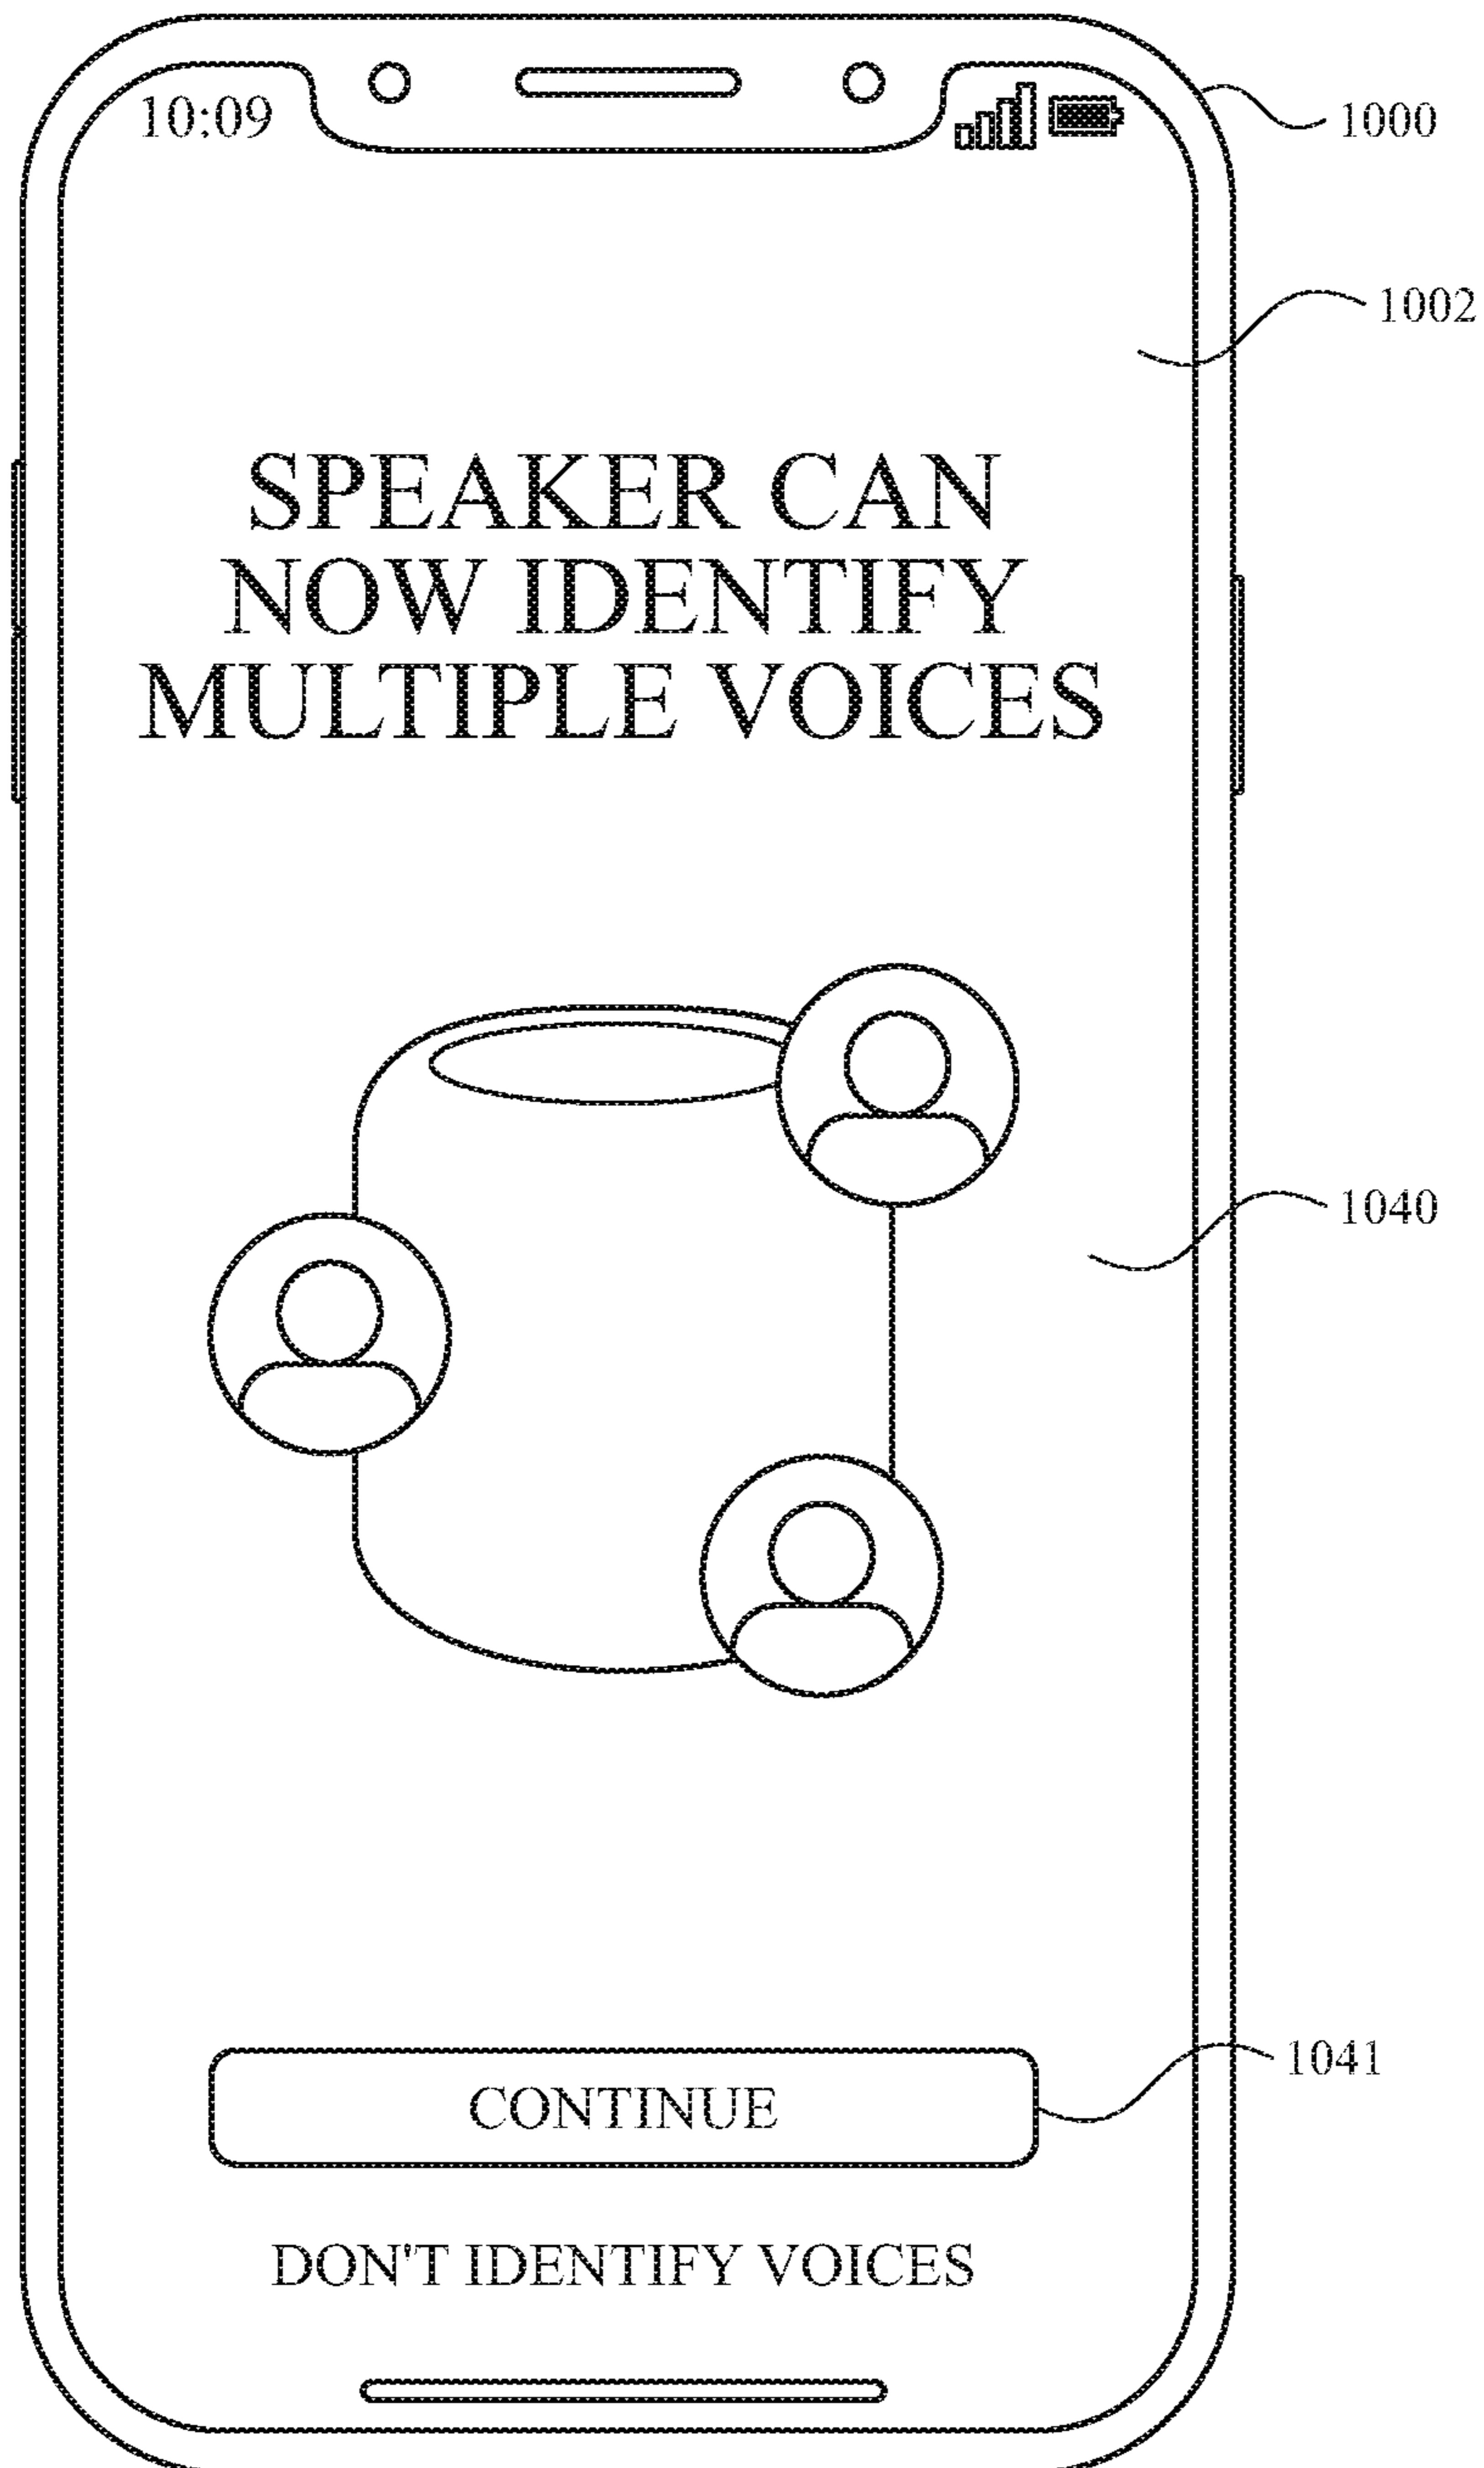 10:09
1000
1002
SPEAKER CAN
NOW IDENTIFY
MULTIPLE VOICES
1040
1041
CONTINUE
DON'T IDENTIFY VOICES